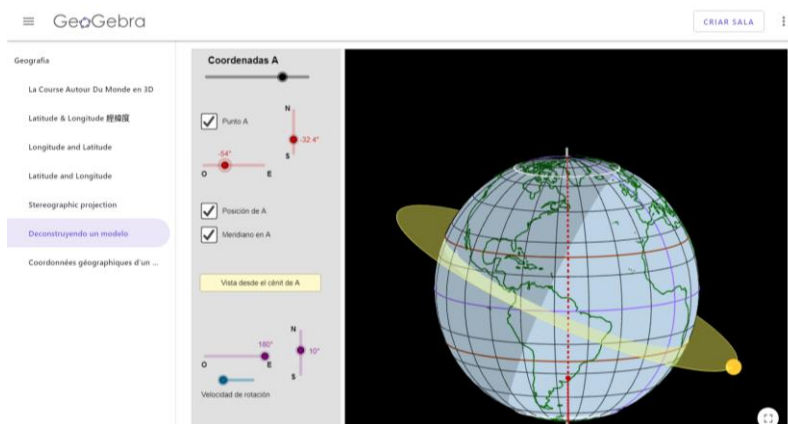 GeoGebra
CRIAR SALA
Geografia
La Course Autour Du Monde en 3D
Latitude & Longitude 經緯度
Longitude and Latitude
Latitude and Longitude
Stereographic projection
Deconstruyendo un modelo
Coordonnées géographiques d'un ...
Coordenadas A
Punto A
N
-32.4°
S
-54°
O
E
Posición de A
Meridiano en A
Vista desde el cénit de A
N
180°
10°
O
E
S
Velocidad de rotación